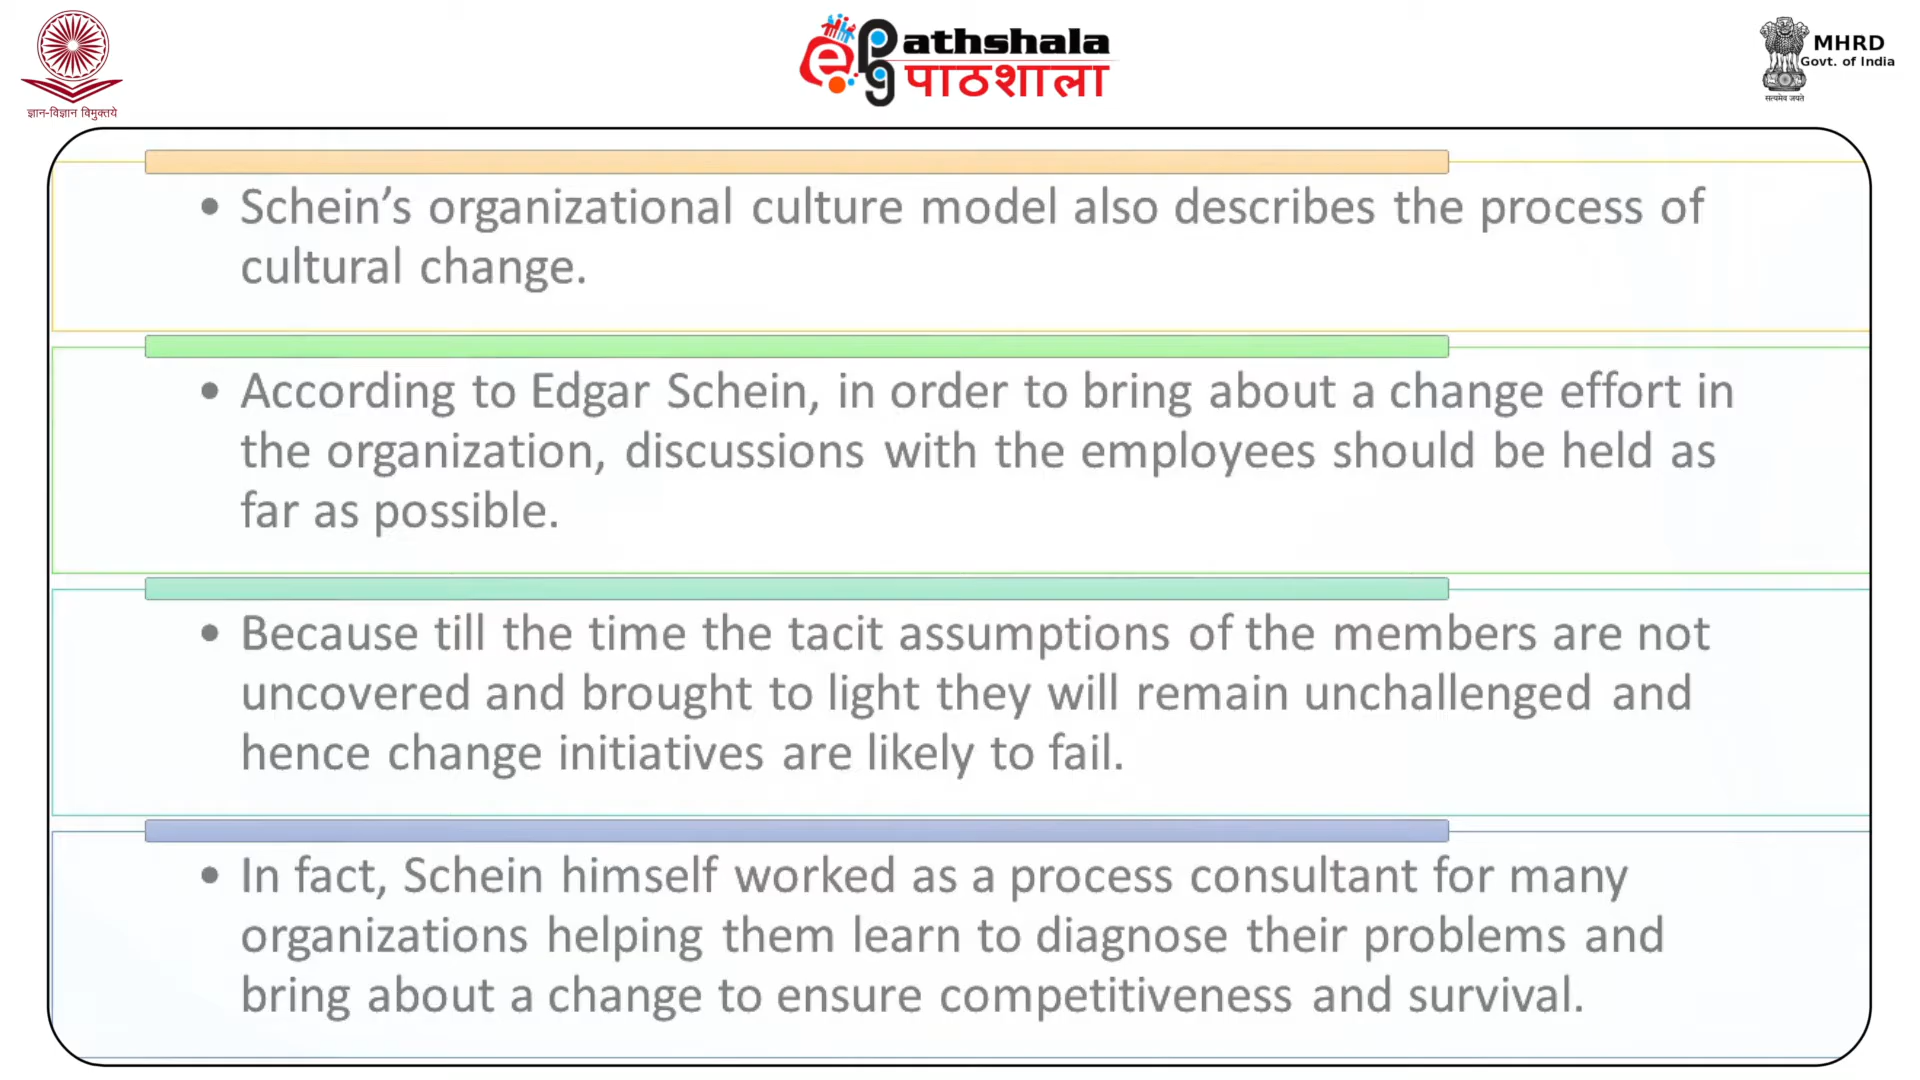 ज्ञान-विज्ञान विमुक्तये
e
pg
athshala
पाठशाला
MHRD
Govt. of India
सत्यमेव जयते
• Schein’s organizational culture model also describes the process of
cultural change.
• According to Edgar Schein, in order to bring about a change effort in
the organization, discussions with the employees should be held as
far as possible.
• Because till the time the tacit assumptions of the members are not
uncovered and brought to light they will remain unchallenged and
hence change initiatives are likely to fail.
• In fact, Schein himself worked as a process consultant for many
organizations helping them learn to diagnose their problems and
bring about a change to ensure competitiveness and survival.